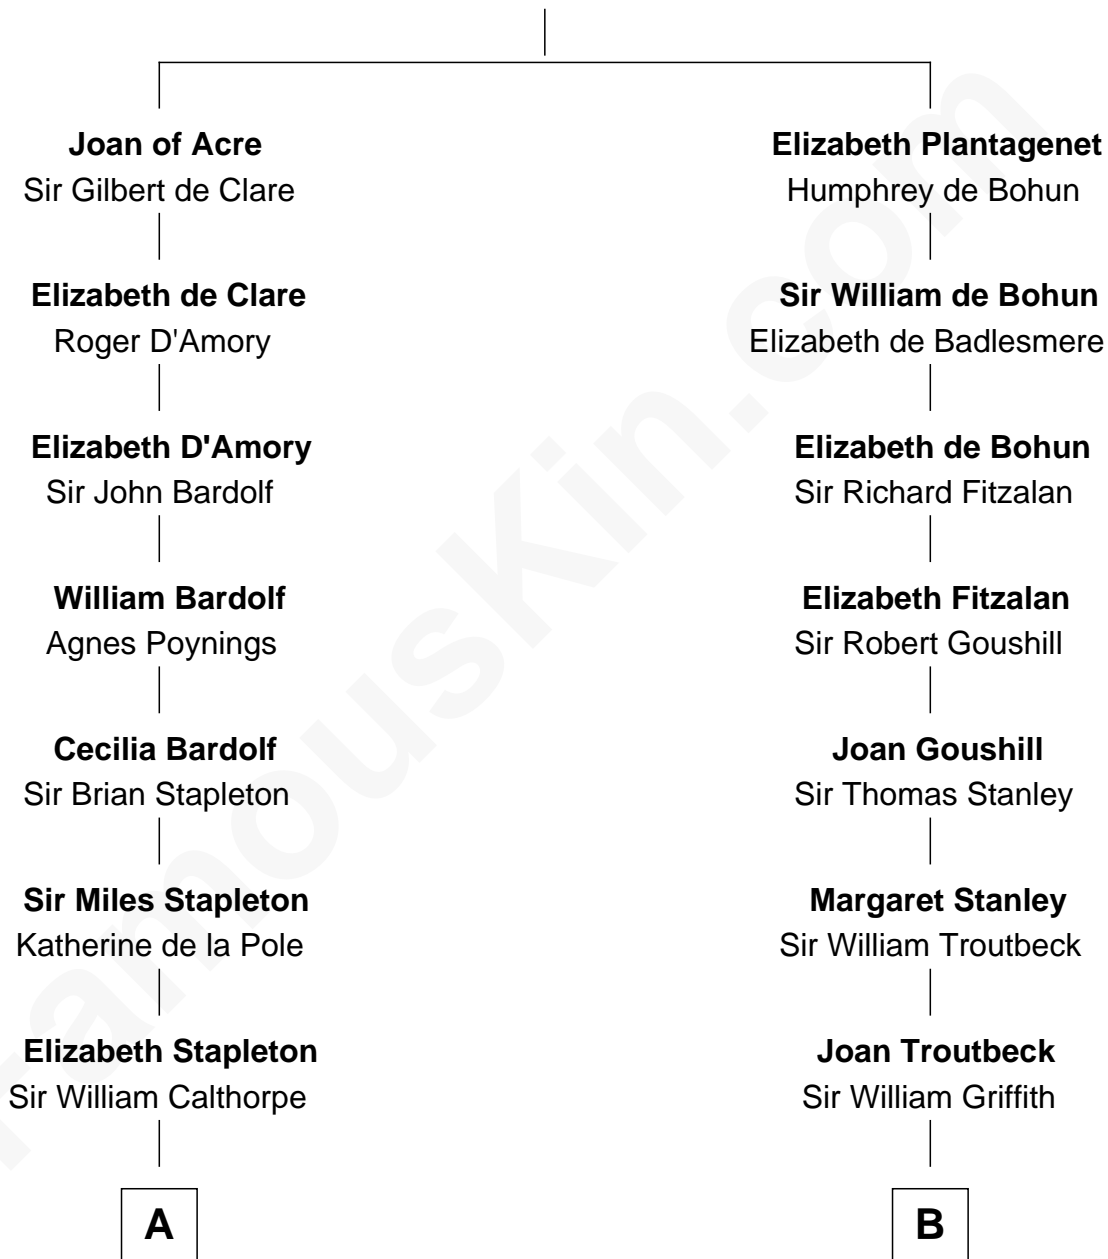 Joan of Acre
Sir Gilbert de Clare
Elizabeth de Clare
Roger D'Amory
Elizabeth D'Amory
Sir John Bardolf
William Bardolf
Agnes Poynings
Cecilia Bardolf
Sir Brian Stapleton
Sir Miles Stapleton
Katherine de la Pole
Elizabeth Stapleton
Sir William Calthorpe
A
Elizabeth Plantagenet
Humphrey de Bohun
Sir William de Bohun
Elizabeth de Badlesmere
Elizabeth de Bohun
Sir Richard Fitzalan
Elizabeth Fitzalan
Sir Robert Goushill
Joan Goushill
Sir Thomas Stanley
Margaret Stanley
Sir William Troutbeck
Joan Troutbeck
Sir William Griffith
B
FamousKin.com